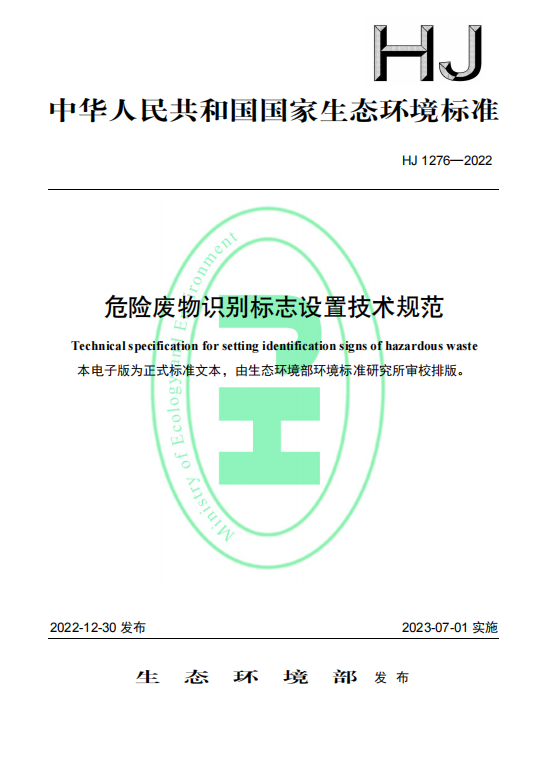 HJ
中华人民共和国国家生态环境标准
HJ 1276—2022
危险废物识别标志设置技术规范
Technical specification for setting identification signs of hazardous waste
本电子版为正式标准文本，由生态环境部环境标准研究所审校排版。
Ministry of Ecology and Environment
2022-12-30 发布
2023-07-01 实施
生态环境部 发布